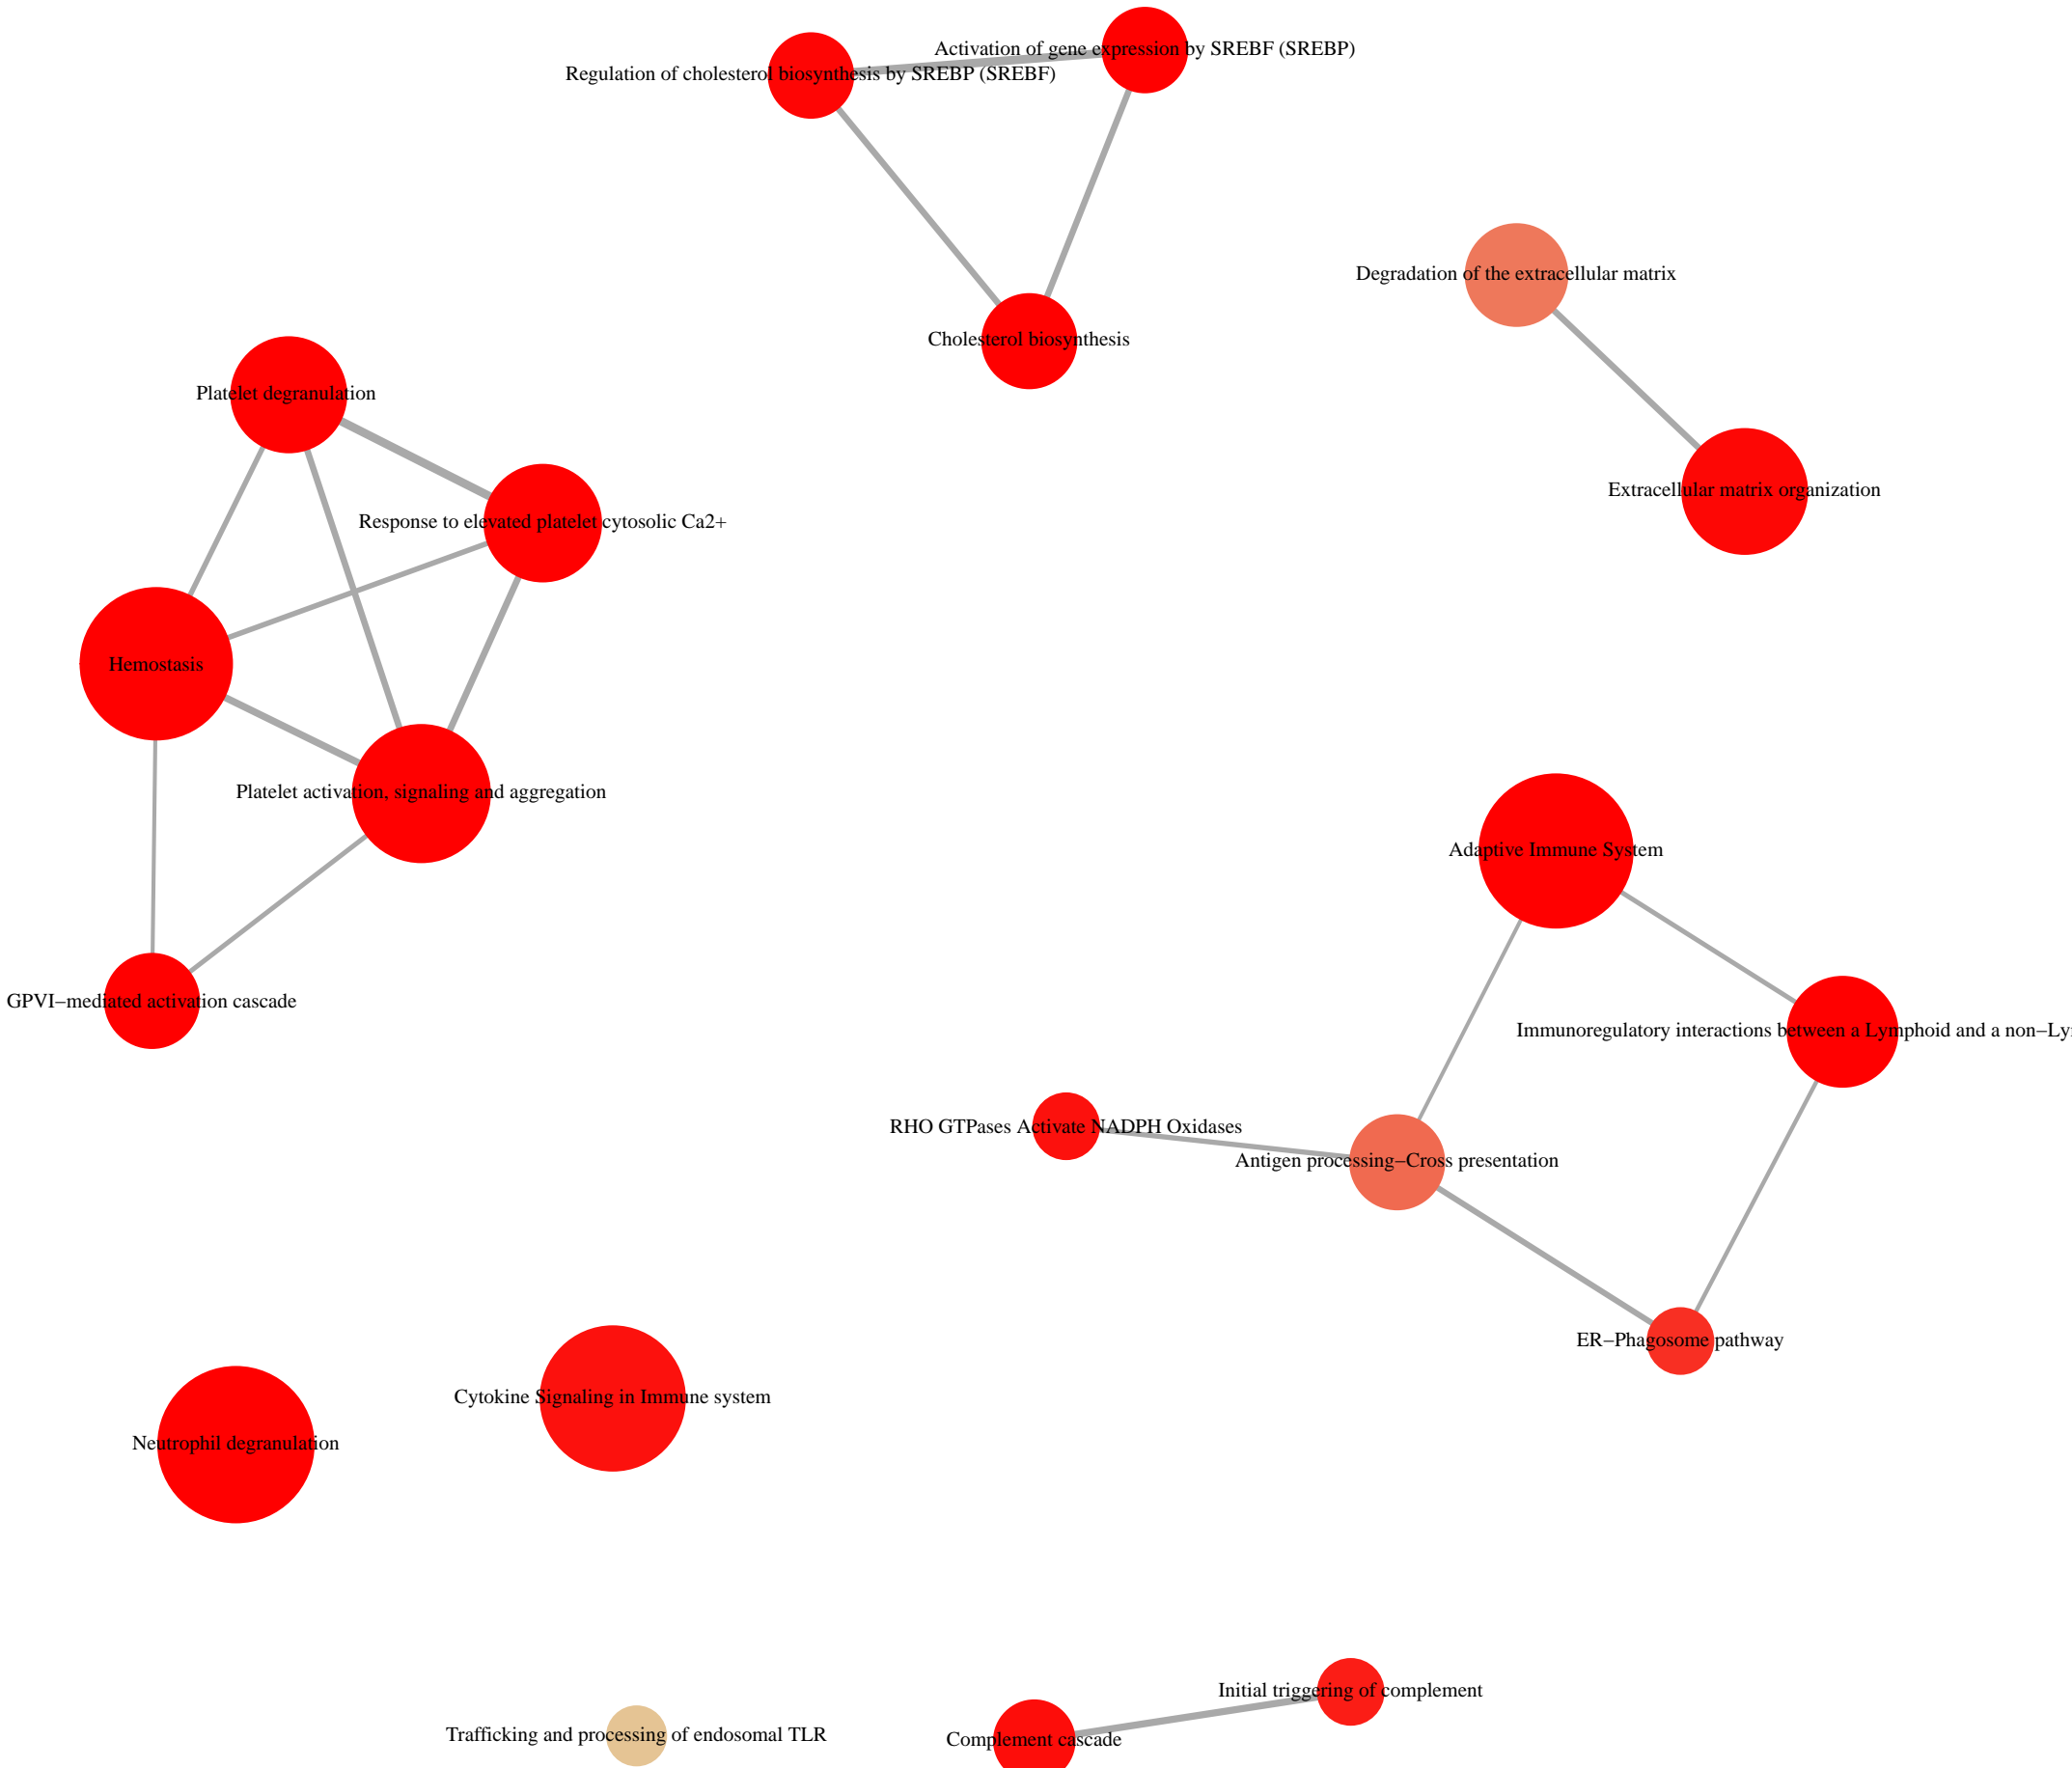 Activation of gene expression by SREBF (SREBP)
Regulation of cholesterol biosynthesis by SREBP (SREBF)
Degradation of the extracellular matrix
Cholesterol biosynthesis
Platelet degranulation
Extracellular matrix organization
Response to elevated platelet cytosolic Ca2+
Hemostasis
Platelet activation, signaling and aggregation
Adaptive Immune System
GPVI−mediated activation cascade
Immunoregulatory interactions between a Lymphoid and a non−Ly
RHO GTPases Activate NADPH Oxidases
Antigen processing−Cross presentation
ER−Phagosome pathway
Cytokine Signaling in Immune system
Neutrophil degranulation
Initial triggering of complement
Trafficking and processing of endosomal TLR
Complement cascade